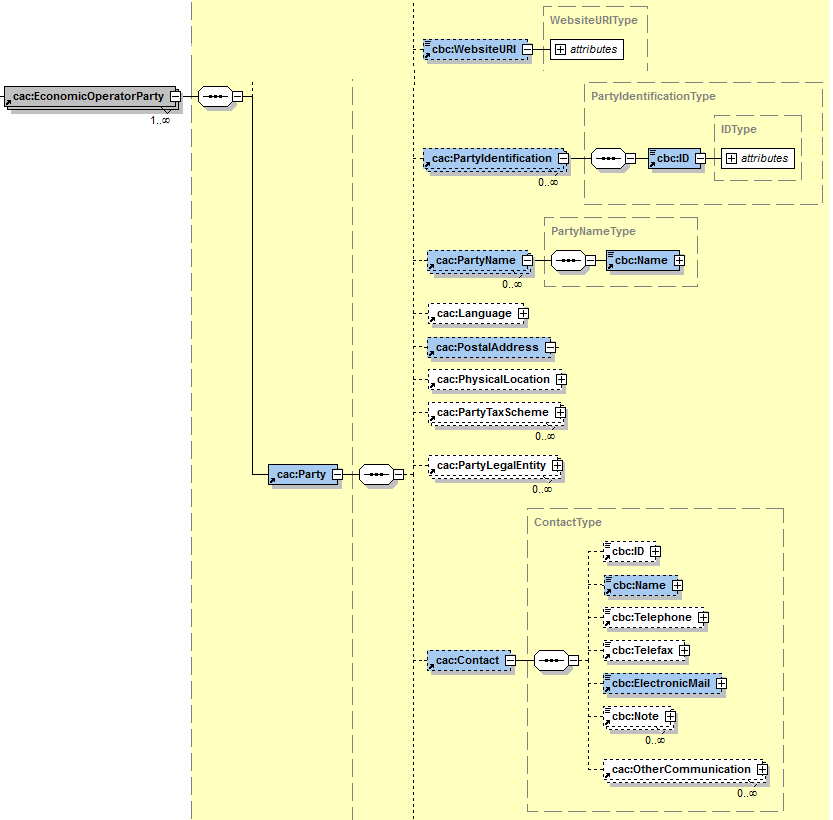 WebsiteURIType
cbc:WebsiteURI
attributes
cac:EconomicOperatorParty
1..∞
PartyIdentificationType
IDType
cac:PartyIdentification
cbc:ID
attributes
0..∞
PartyNameType
cac:PartyName
cbc:Name
0..∞
cac:Language
cac:PostalAddress
cac:PhysicalLocation
cac:PartyTaxScheme
0..∞
cac:Party
cac:PartyLegalEntity
0..∞
ContactType
cbc:ID
cbc:Name
cbc:Telephone
cbc:Telefax
cac:Contact
cbc:ElectronicMail
cbc:Note
0..∞
cac:OtherCommunication
0..∞